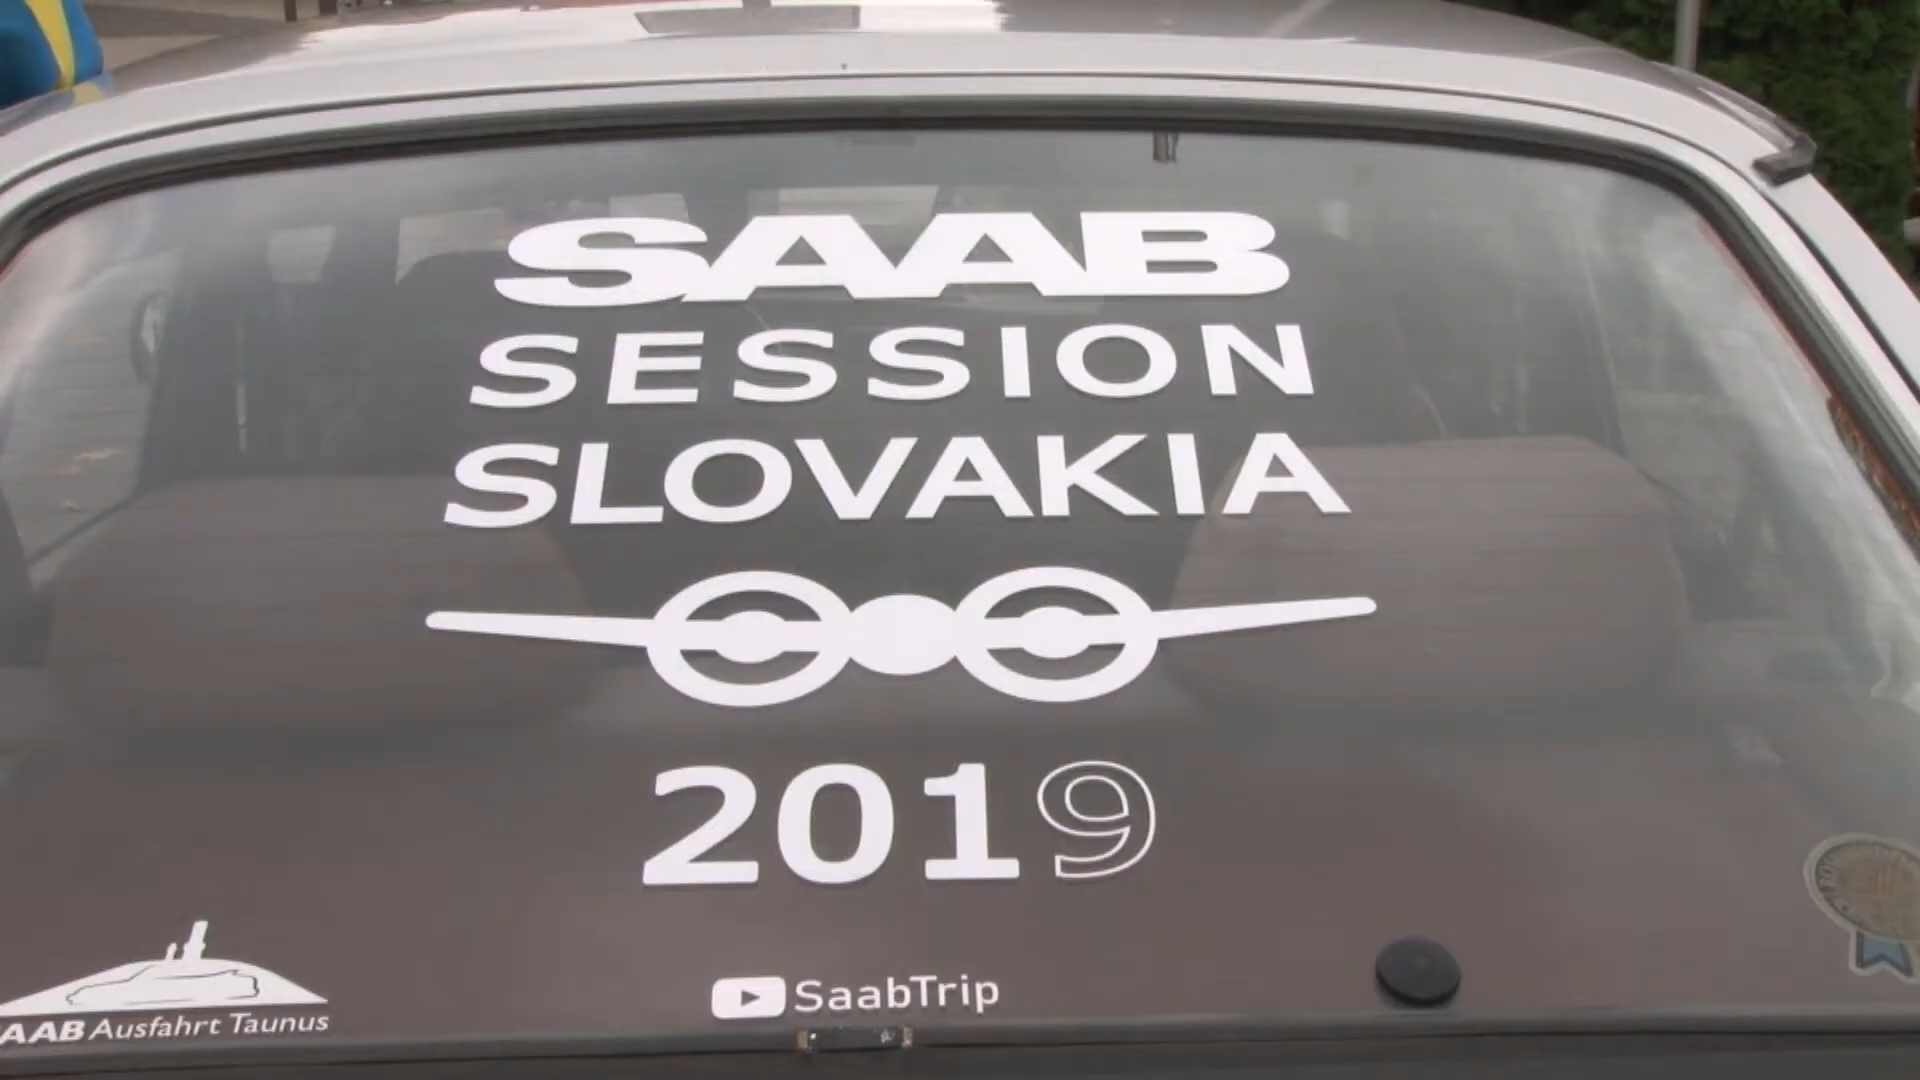 SAAB
SESSION
SLOVAKIA
2019
SaabTrip
AAB Ausfahrt Taunus